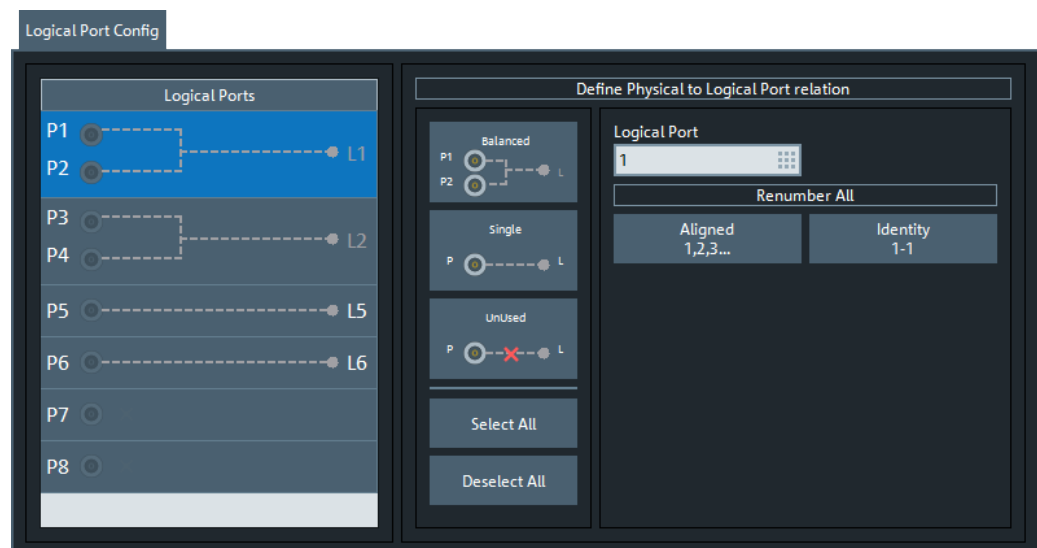 Logical Port Config
Logical Ports
P1
P2
L1
P3
P4
L2
P5
L5
P6
L6
P7
P8
Define Physical to Logical Port relation
Balanced
P1
P2
L
Single
P
L
UnUsed
P
L
Select All
Deselect All
Logical Port
1
Renumber All
Aligned
1,2,3...
Identity
1-1